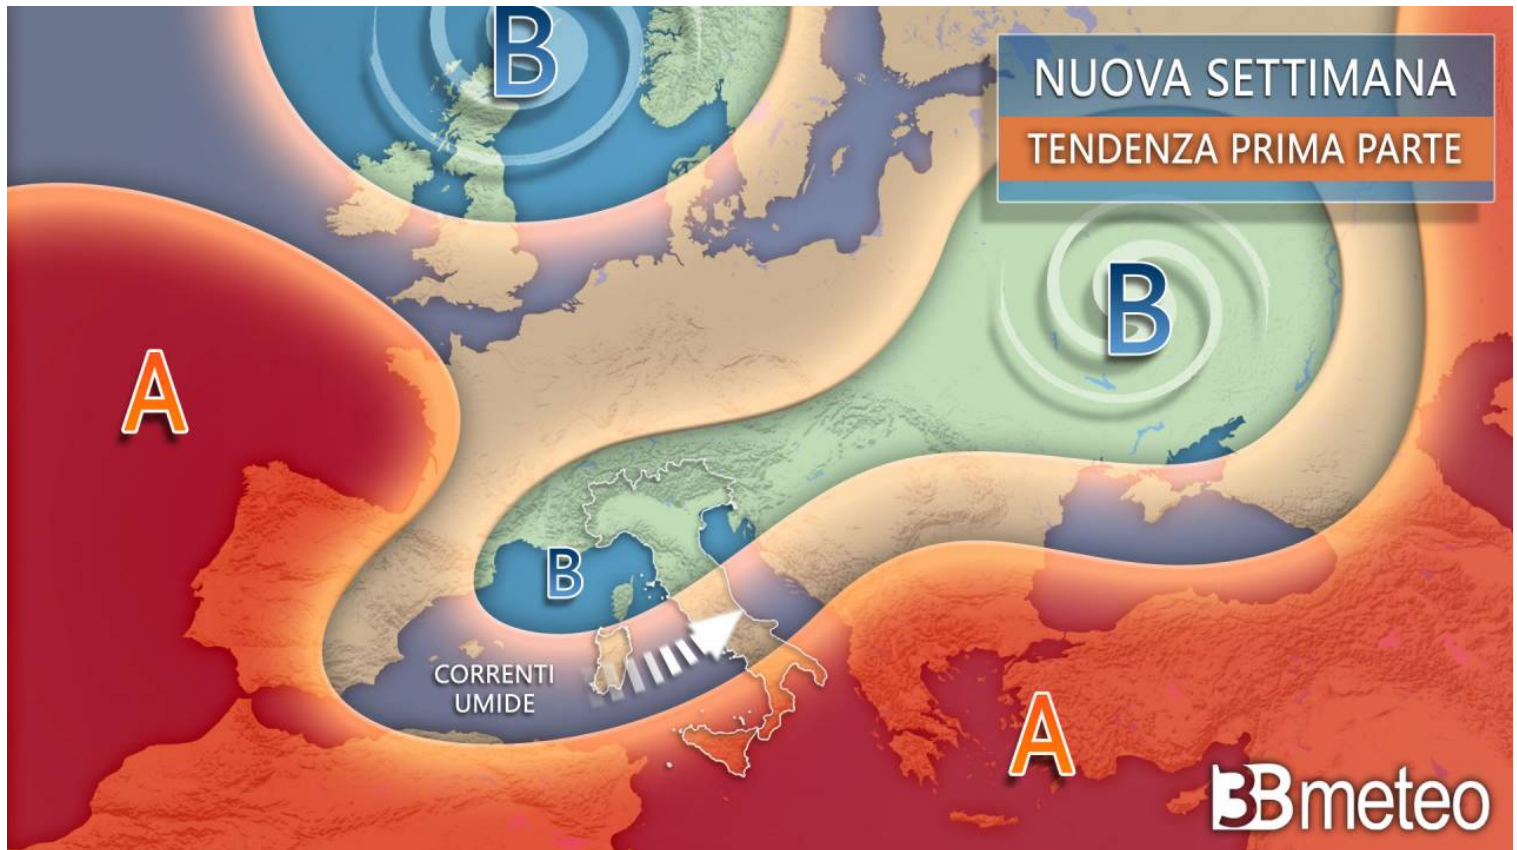 B
NUOVA SETTIMANA
TENDENZA PRIMA PARTE
B
A
B
CORRENTI
UMIDE
A
3Bmeteo